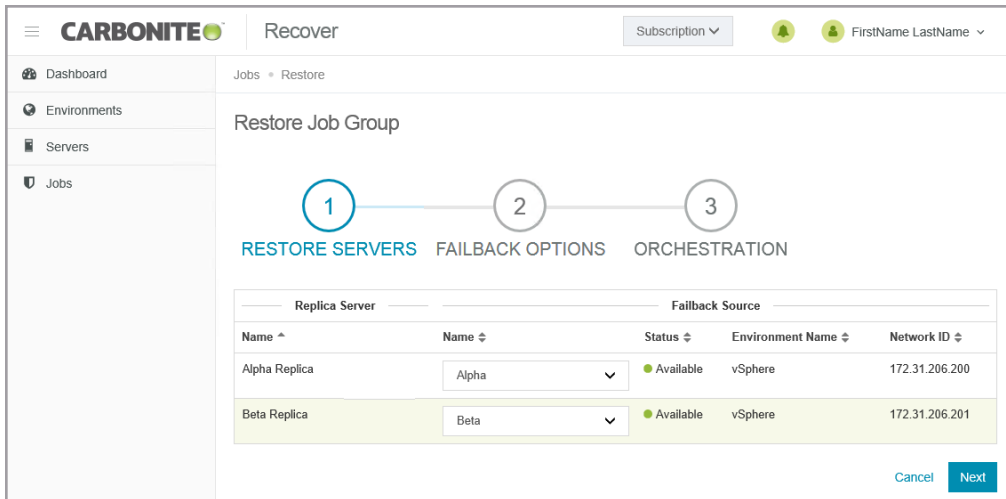 CARBONITE Recover Subscription FirstName LastName
Dashboard
Environments
Servers
Jobs
Jobs • Restore
Restore Job Group
1 2 3
RESTORE SERVERS FAILBACK OPTIONS ORCHESTRATION
Replica Server Failback Source
Name Name Status Environment Name Network ID
Alpha Replica Alpha Available vSphere 172.31.206.200
Beta Replica Beta Available vSphere 172.31.206.201
Cancel Next